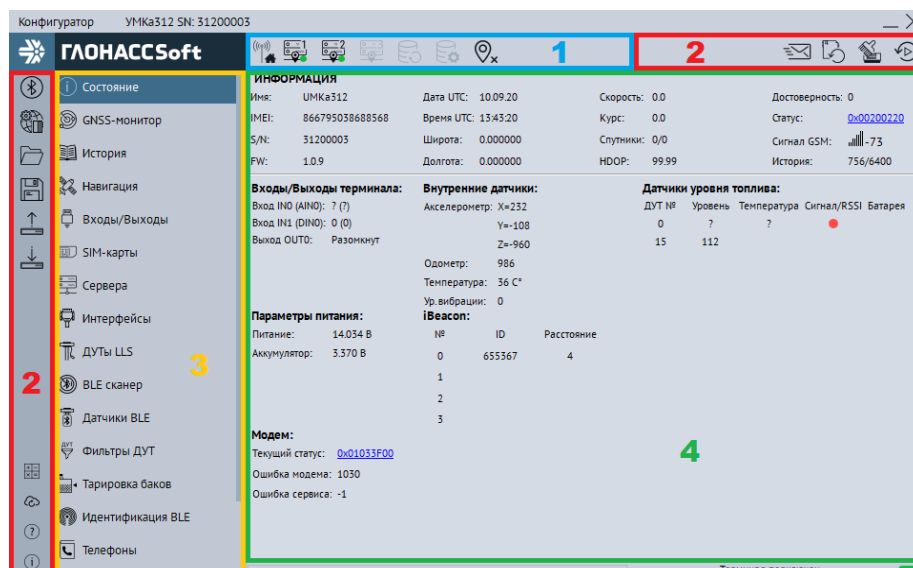 Конфигуратор УМКа312 SN: 31200003
ГЛОНАССSoft
1
2
2
3
4
Состояние
GNSS-монитор
История
Навигация
Входы/Выходы
SIM-карты
Сервера
Интерфейсы
ДУТы LLS
BLE сканер
Датчики BLE
Фильтры ДУТ
Тарировка баков
Идентификация BLE
Телефоны
ИНФОРМАЦИЯ
Имя: UMKa312 Дата UTC: 10.09.20 Скорость: 0.0 Достоверность: 0
IMEI: 866795038688568 Время UTC: 13:43:20 Курс: 0.0 Статус: 0x00200220
S/N: 31200003 Широта: 0.000000 Спутники: 0/0 Сигнал GSM: -73
FW: 1.0.9 Долгота: 0.000000 HDOP: 99.99 История: 756/6400
Входы/Выходы терминала:
Вход IN0 (AIN0): ? (?)
Вход IN1 (DIN0): 0 (0)
Выход OUT0: Разомкнут
Внутренние датчики:
Акселерометр: X=232
Y=-108
Z=-960
Одометр: 986
Температура: 36 C°
Ур.вибрации: 0
Датчики уровня топлива:
ДУТ № Уровень Температура Сигнал/RSSI Батарея
0 ? ?
15 112
Параметры питания:
Питание: 14.034 В
Аккумулятор: 3.370 В
iBeacon:
№ ID Расстояние
0 655367 4
1
2
3
Модем:
Текущий статус: 0x01033F00
Ошибка модема: 1030
Ошибка сервиса: -1